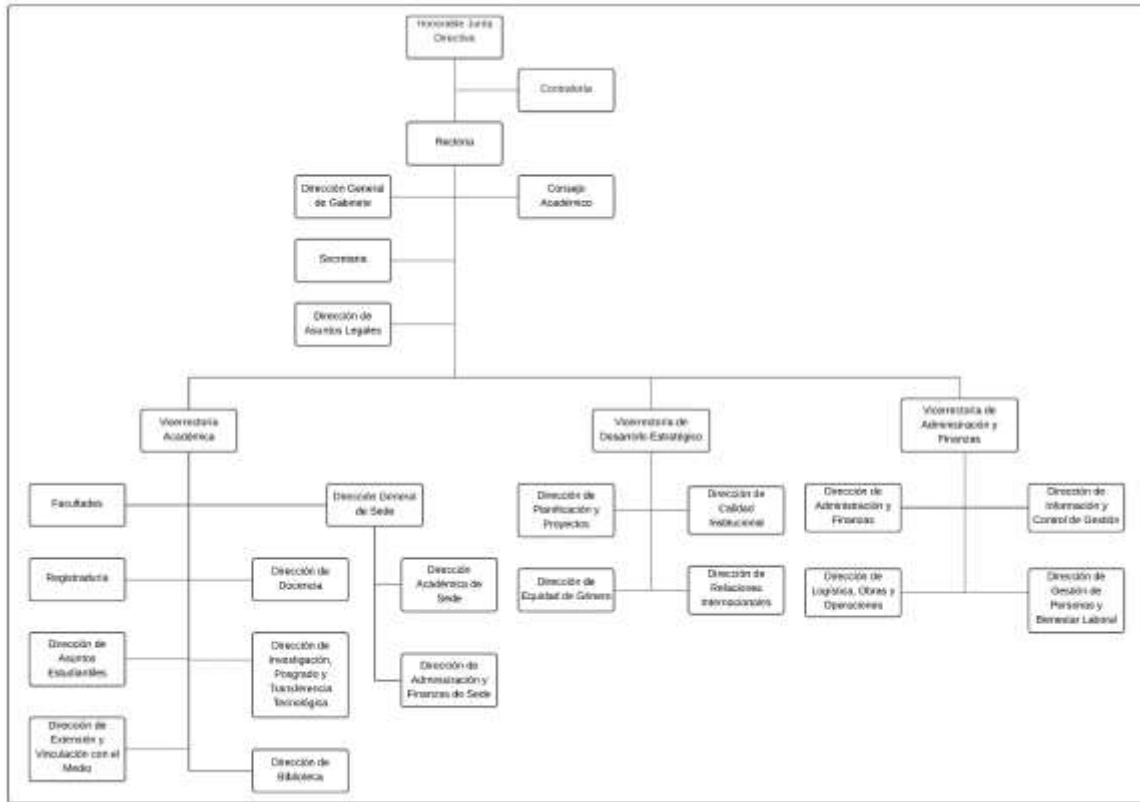 Honorable Junta
Directiva
Contraloría
Rectoría
Dirección General
de Gabinete
Consejo
Académico
Secretaría
Dirección de
Asuntos Legales
Vicerrectoría
Académica
Vicerrectoría de
Desarrollo Estratégico
Vicerrectoría de
Administración y
Finanzas
Facultades
Dirección General
de Sede
Dirección de
Planificación y
Proyectos
Dirección de
Calidad
Institucional
Dirección de
Administración y
Finanzas
Dirección de
Información y
Control de Gestión
Registraduría
Dirección de
Docencia
Dirección
Académica de
Sede
Dirección de
Equidad de Género
Dirección de
Relaciones
Internacionales
Dirección de
Logística, Obras y
Operaciones
Dirección de
Gestión de
Personas y
Bienestar Laboral
Dirección de
Asuntos
Estudiantiles
Dirección de
Investigación,
Posgrado y
Transferencia
Tecnológica
Dirección de
Administración y
Finanzas de Sede
Dirección de
Extensión y
Vinculación con el
Medio
Dirección de
Biblioteca